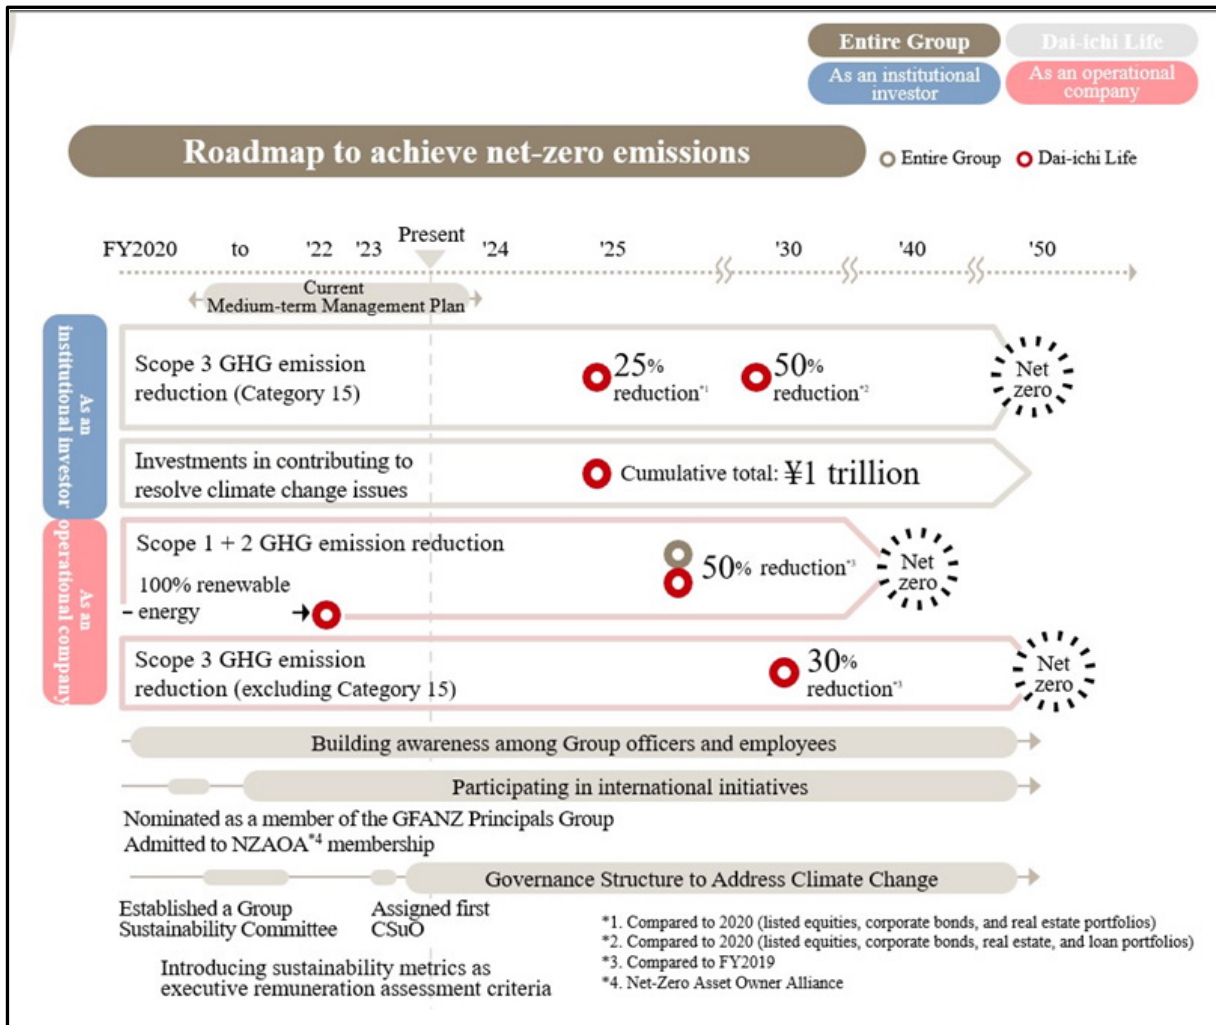 Entire Group
Dai-ichi Life
As an institutional
investor
As an operational
company
Roadmap to achieve net-zero emissions
Entire Group
Dai-ichi Life
Present
FY2020 to '22 '23 '24 '25 '30 '40 '50
Current
Medium-term Management Plan
As an
institutional investor
Scope 3 GHG emission
reduction (Category 15)
25%
reduction*1
50%
reduction*2
Net
zero
Investments in contributing to
resolve climate change issues
Cumulative total: ¥1 trillion
As an
operational company
Scope 1 + 2 GHG emission reduction
100% renewable
energy
50% reduction*3
Net
zero
Scope 3 GHG emission
reduction (excluding Category 15)
30%
reduction*3
Net
zero
Building awareness among Group officers and employees
Participating in international initiatives
Nominated as a member of the GFANZ Principals Group
Admitted to NZAOA*4 membership
Governance Structure to Address Climate Change
Established a Group
Sustainability Committee
Assigned first
CSuO
Introducing sustainability metrics as
executive remuneration assessment criteria
*1. Compared to 2020 (listed equities, corporate bonds, and real estate portfolios)
*2. Compared to 2020 (listed equities, corporate bonds, real estate, and loan portfolios)
*3. Compared to FY2019
*4. Net-Zero Asset Owner Alliance